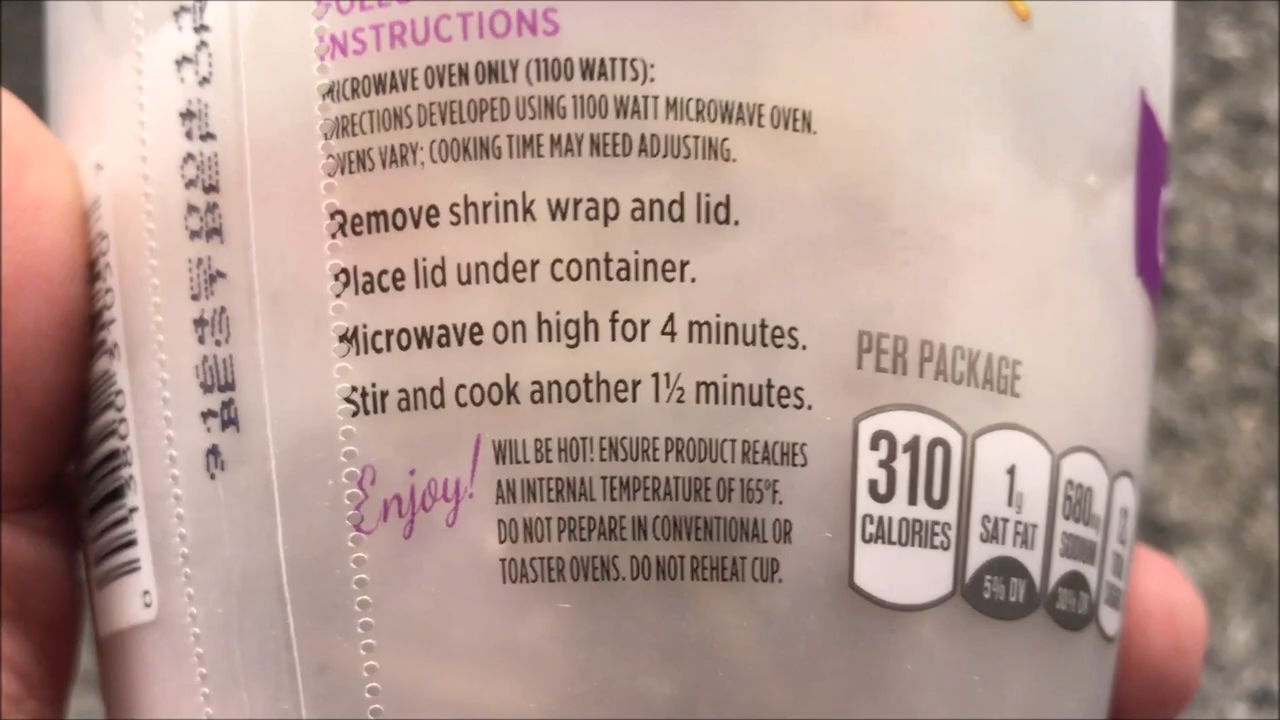 INSTRUCTIONS
MICROWAVE OVEN ONLY (1100 WATTS):
DIRECTIONS DEVELOPED USING 1100 WATT MICROWAVE OVEN.
OVENS VARY; COOKING TIME MAY NEED ADJUSTING.
Remove shrink wrap and lid.
Place lid under container.
Microwave on high for 4 minutes.
Stir and cook another 1½ minutes.
Enjoy!
WILL BE HOT! ENSURE PRODUCT REACHES
AN INTERNAL TEMPERATURE OF 165°F.
DO NOT PREPARE IN CONVENTIONAL OR
TOASTER OVENS. DO NOT REHEAT CUP.
PER PACKAGE
310
CALORIES
1g
SAT FAT
5% DV
680mg
SODIUM
30% DV
BEST BE